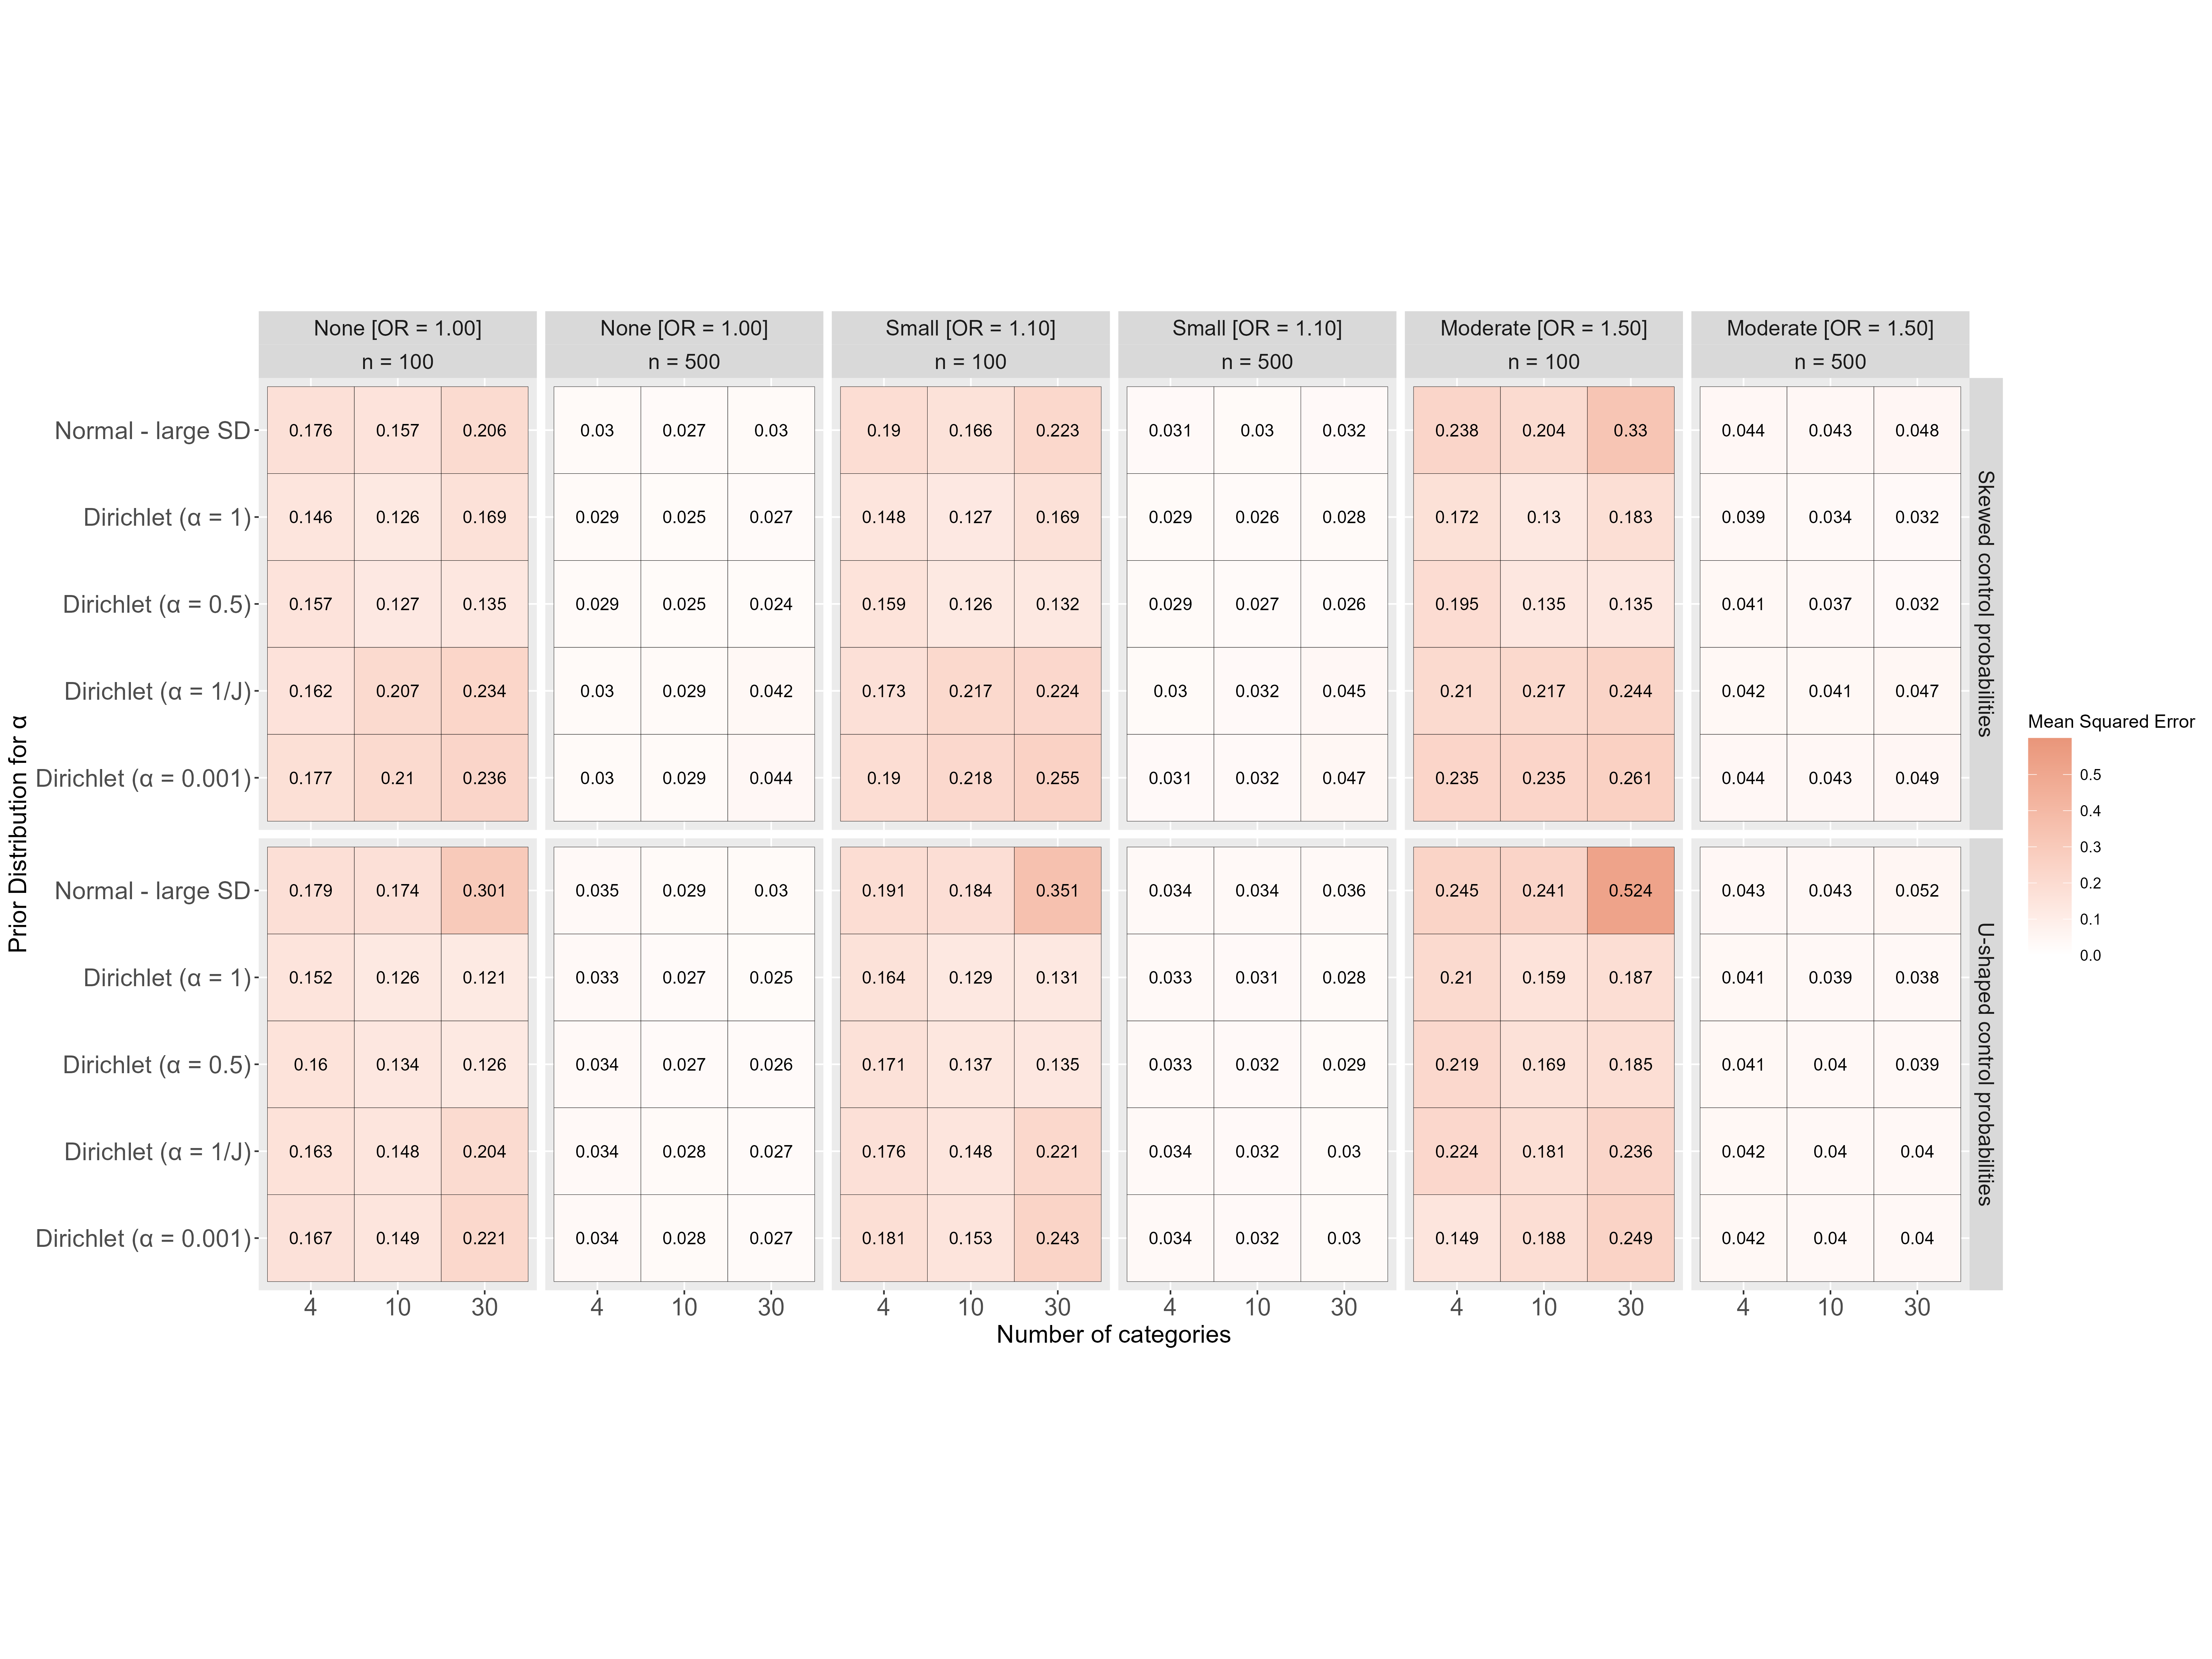 None [OR = 1.00] None [OR = 1.00] Small [OR = 1.10] Small [OR = 1.10] Moderate [OR = 1.50] Moderate [OR = 1.50]
n = 100 n = 500 n = 100 n = 500 n = 100 n = 500
Normal - large SD 0.176 0.157 0.206 0.03 0.027 0.03 0.19 0.166 0.223 0.031 0.03 0.032 0.238 0.204 0.33 0.044 0.043 0.048
Dirichlet (α = 1) 0.146 0.126 0.169 0.029 0.025 0.027 0.148 0.127 0.169 0.029 0.026 0.028 0.172 0.13 0.183 0.039 0.034 0.032
Dirichlet (α = 0.5) 0.157 0.127 0.135 0.029 0.025 0.024 0.159 0.126 0.132 0.029 0.027 0.026 0.195 0.135 0.135 0.041 0.037 0.032
Dirichlet (α = 1/J) 0.162 0.207 0.234 0.03 0.029 0.042 0.173 0.217 0.224 0.03 0.032 0.045 0.21 0.217 0.244 0.042 0.041 0.047
Dirichlet (α = 0.001) 0.177 0.21 0.236 0.03 0.029 0.044 0.19 0.218 0.255 0.031 0.032 0.047 0.235 0.235 0.261 0.044 0.043 0.049
Skewed control probabilities
Normal - large SD 0.179 0.174 0.301 0.035 0.029 0.03 0.191 0.184 0.351 0.034 0.034 0.036 0.245 0.241 0.524 0.043 0.043 0.052
Dirichlet (α = 1) 0.152 0.126 0.121 0.033 0.027 0.025 0.164 0.129 0.131 0.033 0.031 0.028 0.21 0.159 0.187 0.041 0.039 0.038
Dirichlet (α = 0.5) 0.16 0.134 0.126 0.034 0.027 0.026 0.171 0.137 0.135 0.033 0.032 0.029 0.219 0.169 0.185 0.041 0.04 0.039
Dirichlet (α = 1/J) 0.163 0.148 0.204 0.034 0.028 0.027 0.176 0.148 0.221 0.034 0.032 0.03 0.224 0.181 0.236 0.042 0.04 0.04
Dirichlet (α = 0.001) 0.167 0.149 0.221 0.034 0.028 0.027 0.181 0.153 0.243 0.034 0.032 0.03 0.149 0.188 0.249 0.042 0.04 0.04
U-shaped control probabilities
4 10 30 4 10 30 4 10 30 4 10 30 4 10 30 4 10 30
Number of categories
Prior Distribution for α
Mean Squared Error
0.5
0.4
0.3
0.2
0.1
0.0